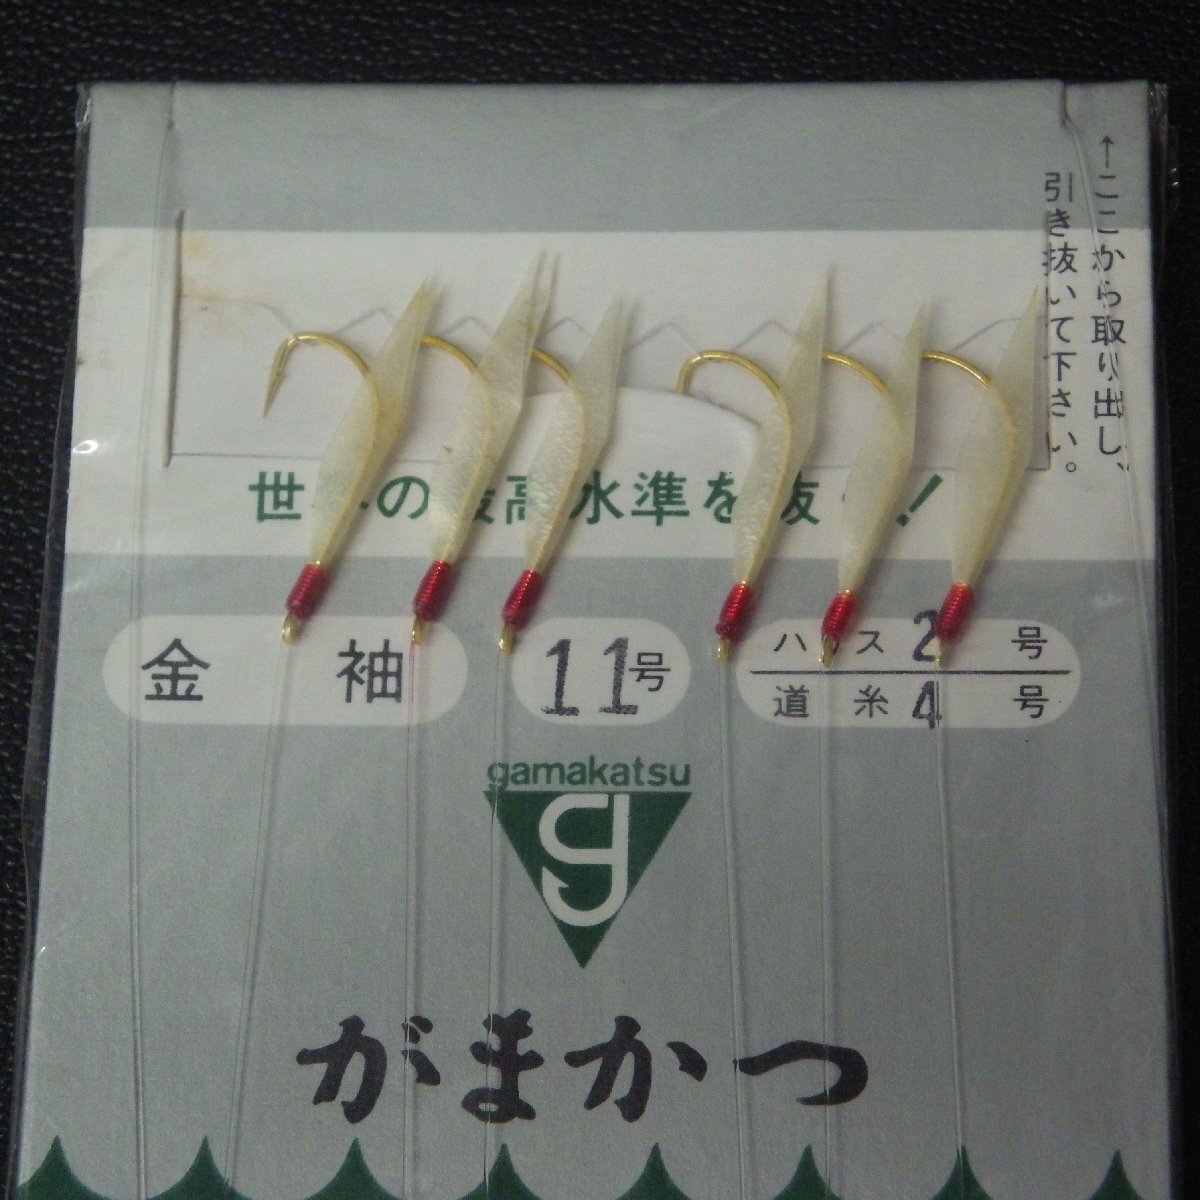 ←ここから取り出し、
引き抜いて下さい。
世界の最高水準を抜く!
金袖
11号
ハリス2号
道糸4号
gamakatsu
がまかつ